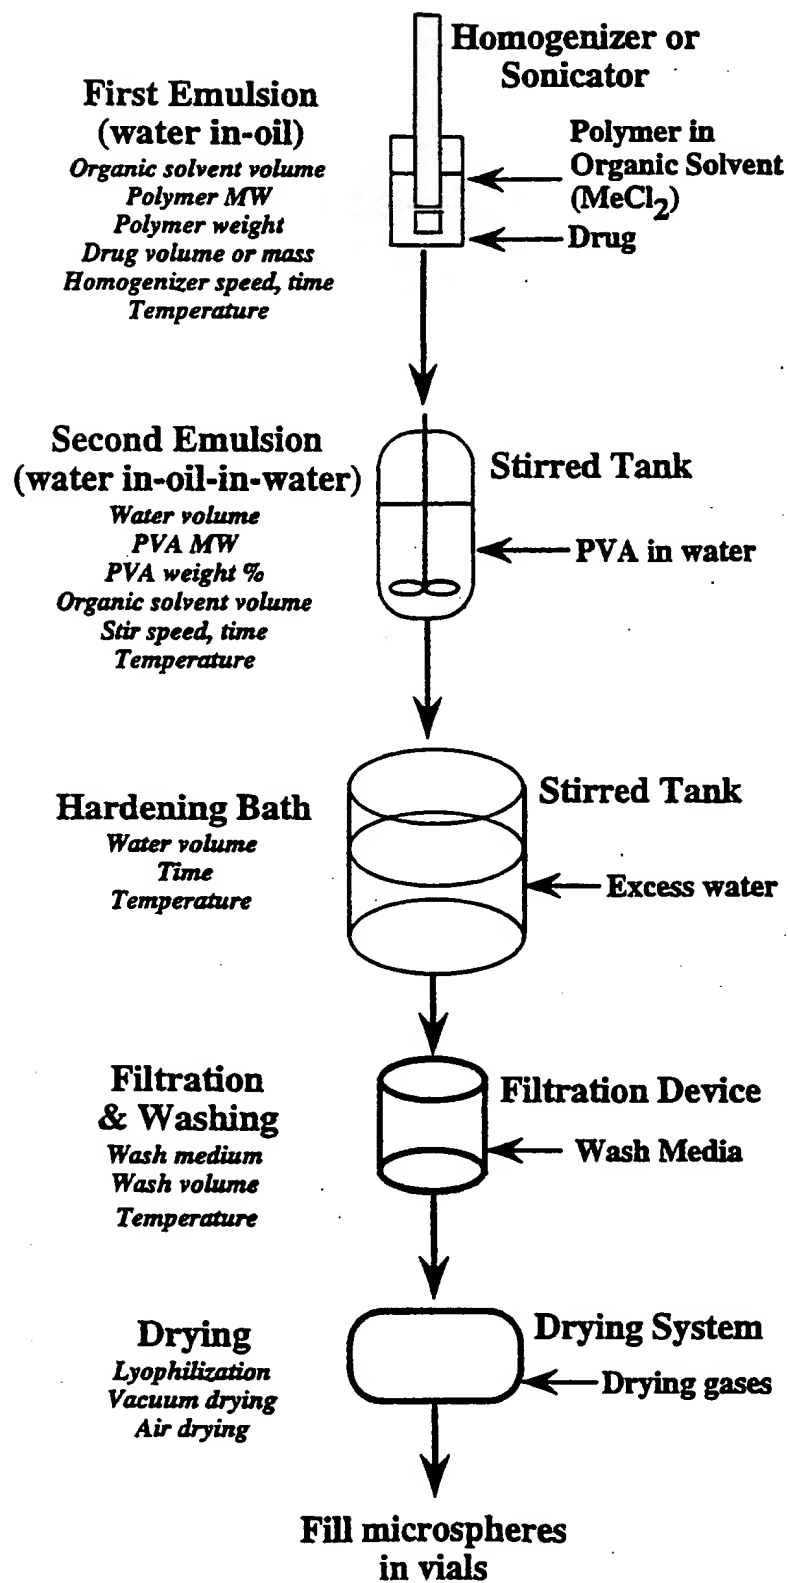 Homogenizer or
Sonicator
First Emulsion
(water in-oil)
Organic solvent volume
Polymer MW
Polymer weight
Drug volume or mass
Homogenizer speed, time
Temperature
Polymer in
Organic Solvent
(MeCl2)
Drug
Second Emulsion
(water in-oil-in-water)
Water volume
PVA MW
PVA weight %
Organic solvent volume
Stir speed, time
Temperature
Stirred Tank
PVA in water
Hardening Bath
Water volume
Time
Temperature
Stirred Tank
Excess water
Filtration
& Washing
Wash medium
Wash volume
Temperature
Filtration Device
Wash Media
Drying
Lyophilization
Vacuum drying
Air drying
Drying System
Drying gases
Fill microspheres
in vials